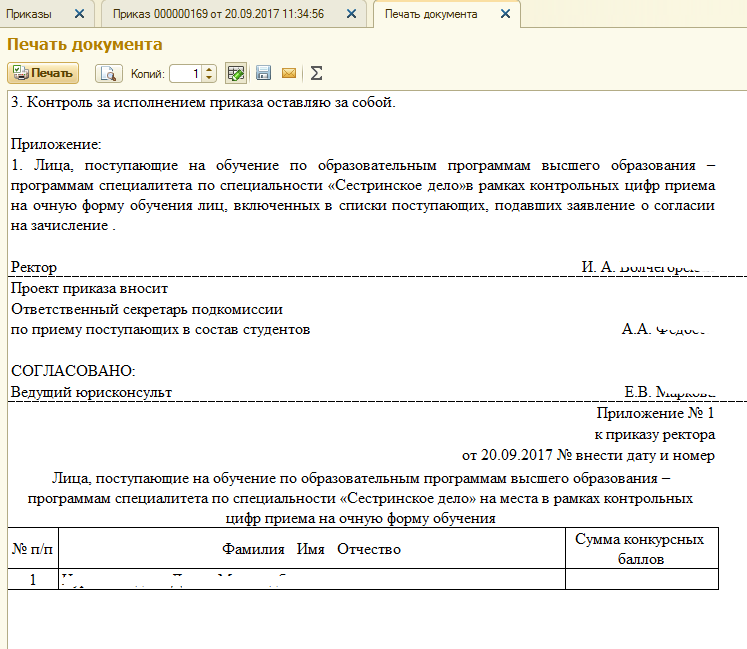 Приказы
Приказ 000000169 от 20.09.2017 11:34:56
Печать документа
Печать документа
Печать
Копий: 1
3. Контроль за исполнением приказа оставляю за собой.
Приложение:
1. Лица, поступающие на обучение по образовательным программам высшего образования –
программам специалитета по специальности «Сестринское дело»в рамках контрольных цифр приема
на очную форму обучения лиц, включенных в списки поступающих, подавших заявление о согласии
на зачисление .
Ректор И. А.
Проект приказа вносит
Ответственный секретарь подкомиссии
по приему поступающих в состав студентов А.А.
СОГЛАСОВАНО:
Ведущий юрисконсульт Е.В.
Приложение № 1
к приказу ректора
от 20.09.2017 № внести дату и номер
Лица, поступающие на обучение по образовательным программам высшего образования –
программам специалитета по специальности «Сестринское дело» на места в рамках контрольных
цифр приема на очную форму обучения
№ п/п Фамилия Имя Отчество Сумма конкурсных
баллов
1